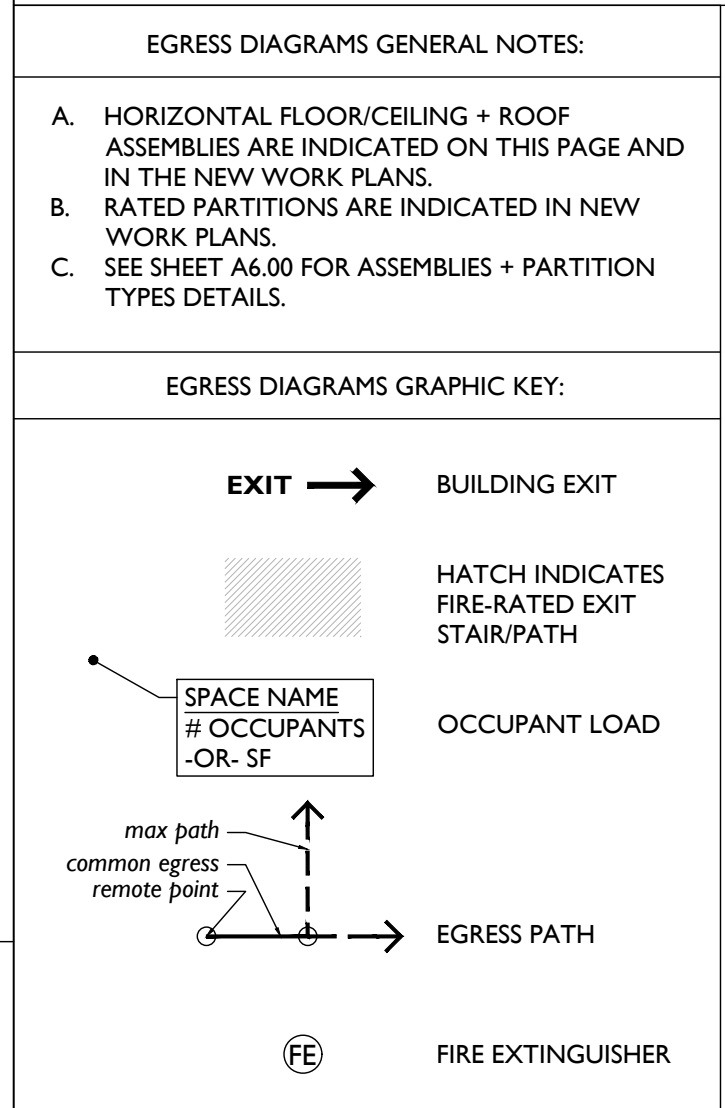 EGRESS DIAGRAMS GENERAL NOTES:
A. HORIZONTAL FLOOR/CEILING + ROOF
ASSEMBLIES ARE INDICATED ON THIS PAGE AND
IN THE NEW WORK PLANS.
B. RATED PARTITIONS ARE INDICATED IN NEW
WORK PLANS.
C. SEE SHEET A6.00 FOR ASSEMBLIES + PARTITION
TYPES DETAILS.
EGRESS DIAGRAMS GRAPHIC KEY:
EXIT BUILDING EXIT
HATCH INDICATES
FIRE-RATED EXIT
STAIR/PATH
SPACE NAME
# OCCUPANTS
-OR- SF
OCCUPANT LOAD
max path
common egress
remote point
EGRESS PATH
FE FIRE EXTINGUISHER